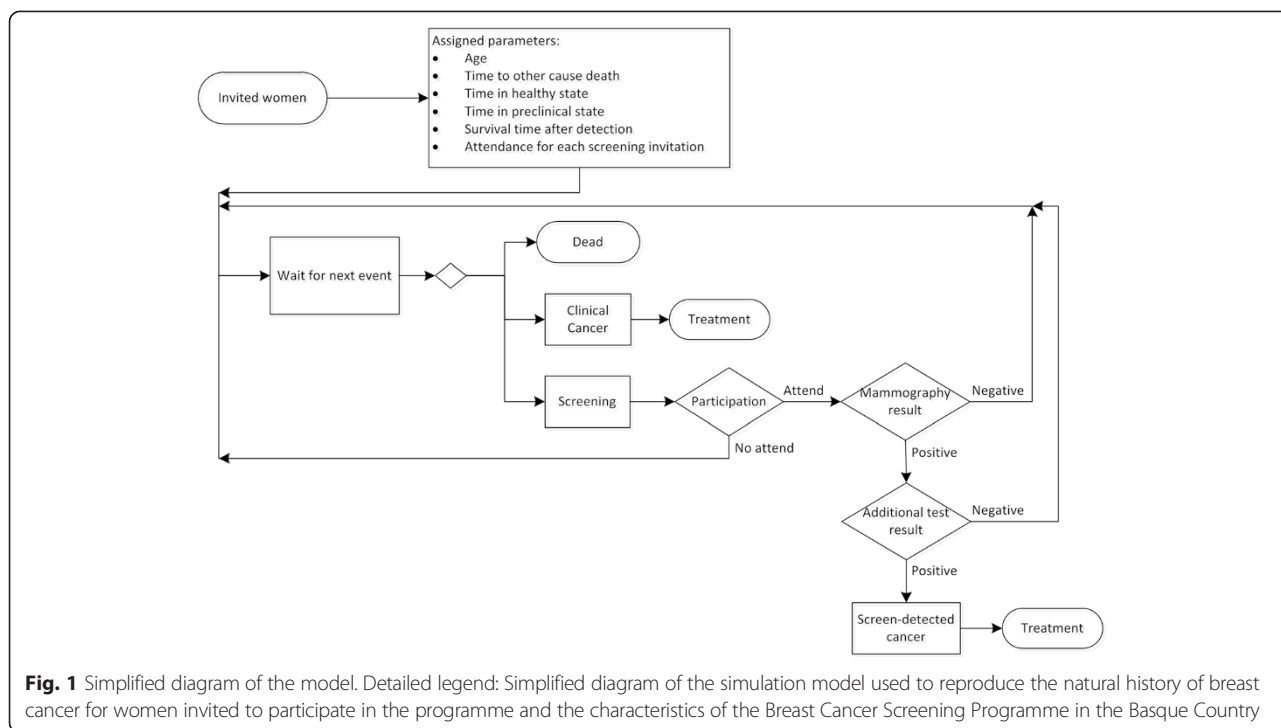 Assigned parameters:
• Age
• Time to other cause death
• Time in healthy state
• Time in preclinical state
• Survival time after detection
• Attendance for each screening invitation
Invited women
Dead
Wait for next event
Clinical
Cancer
Treatment
Screening
Participation
Attend
Mammography
result
Negative
No attend
Positive
Additional test
result
Negative
Positive
Screen-detected
cancer
Treatment
Fig. 1 Simplified diagram of the model. Detailed legend: Simplified diagram of the simulation model used to reproduce the natural history of breast
cancer for women invited to participate in the programme and the characteristics of the Breast Cancer Screening Programme in the Basque Country